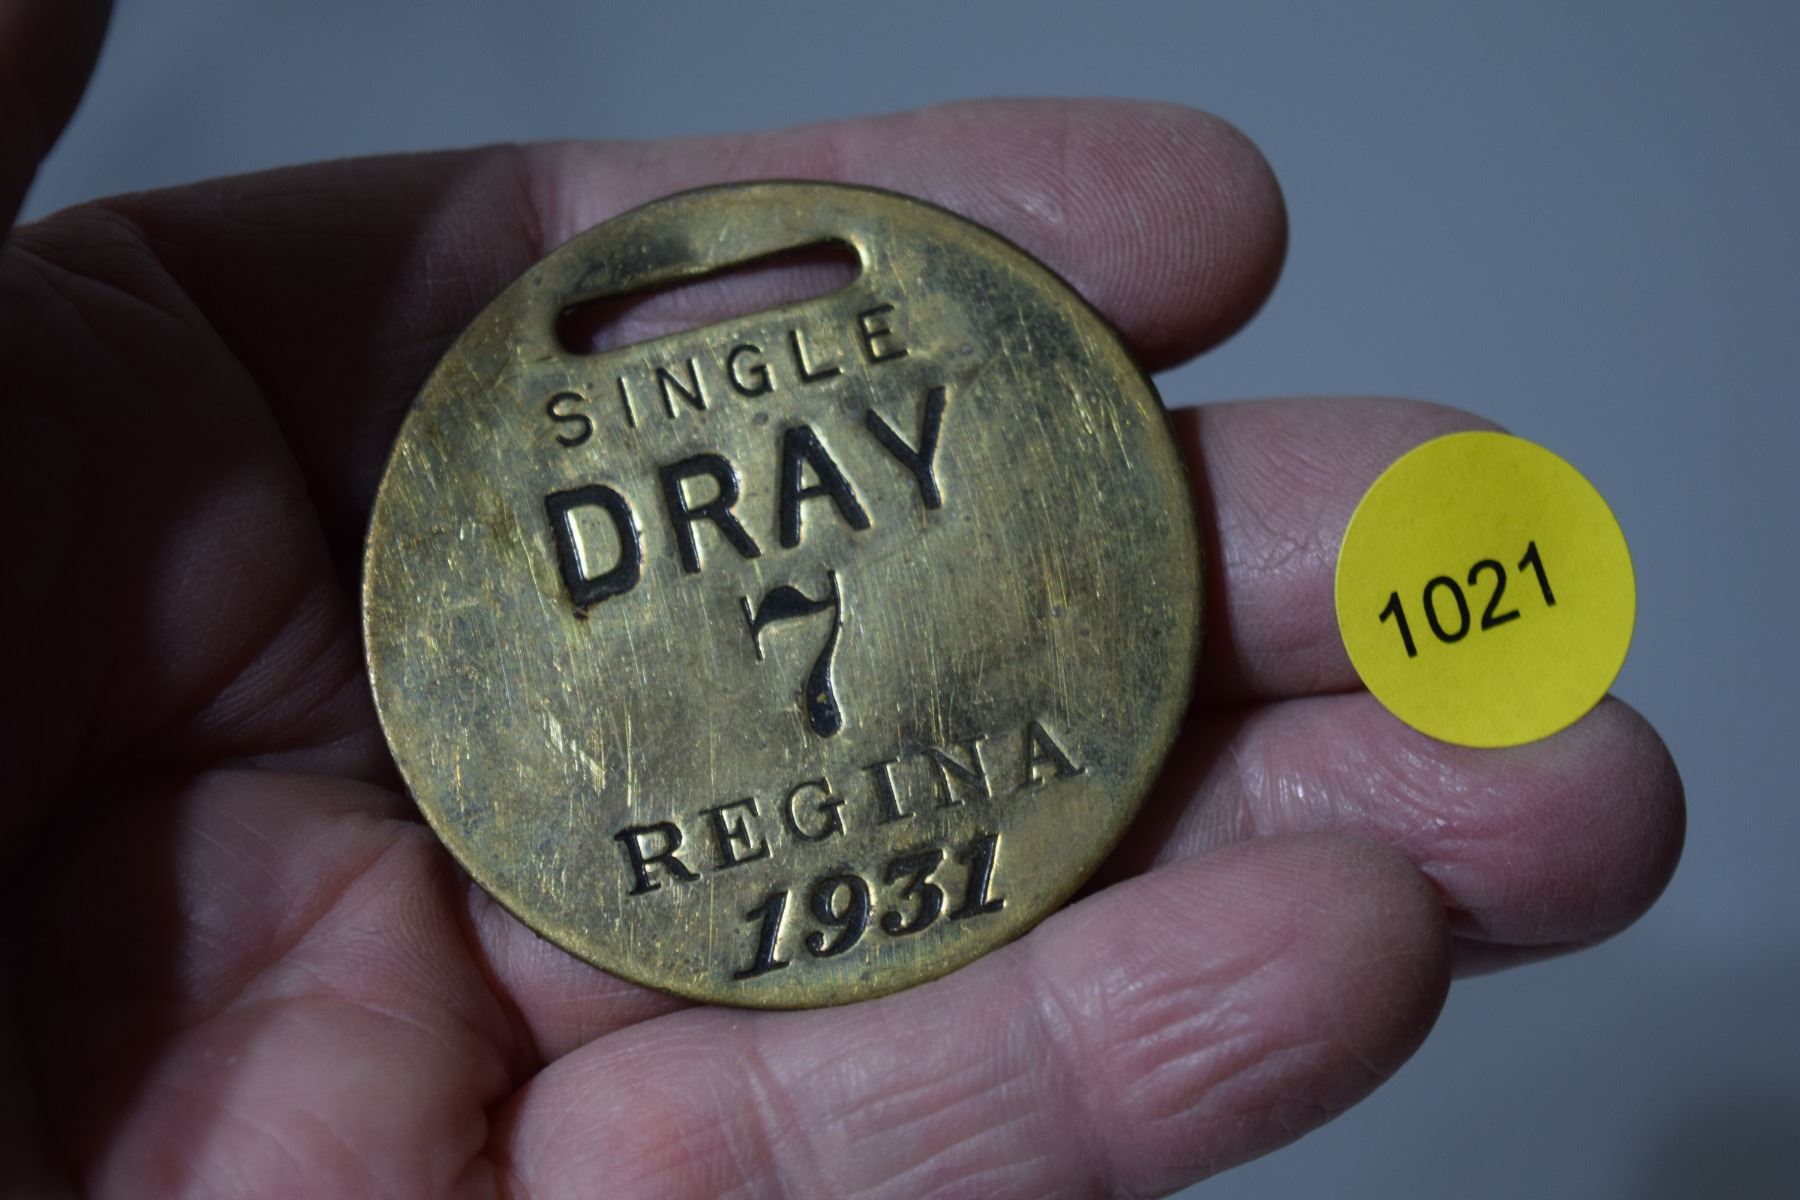 SINGLE
DRAY
7
REGINA
1931
1021